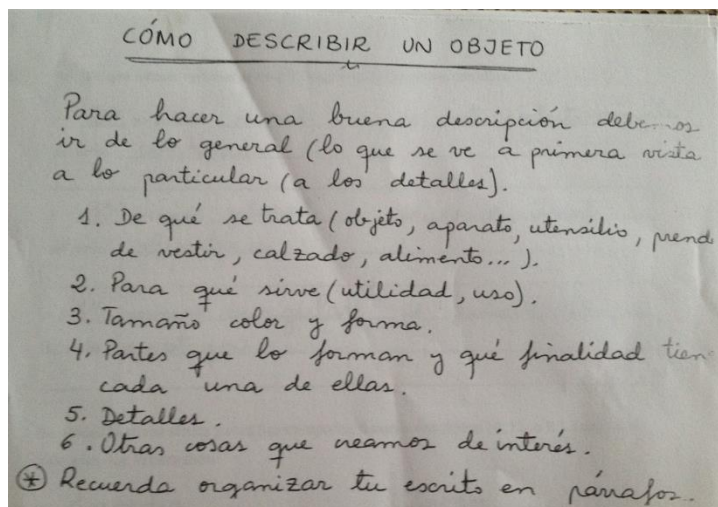 CÓMO DESCRIBIR UN OBJETO
Para hacer una buena descripción debemos
ir de lo general (lo que se ve a primera vista
a lo particular (a los detalles).
1. De qué se trata (objeto, aparato, utensilio, prend
de vestir, calzado, alimento...).
2. Para qué sirve (utilidad, uso).
3. Tamaño color y forma.
4. Partes que lo forman y qué finalidad tien
cada una de ellas.
5. Detalles.
6. Otras cosas que veamos de interés.
* Recuerda organizar tu escrito en párrafos.